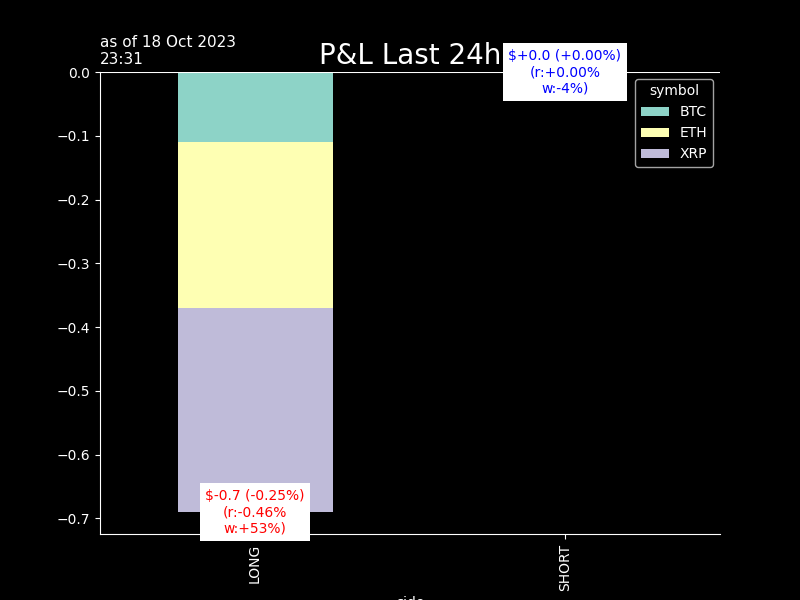 as of 18 Oct 2023
23:31
P&L Last 24h
$+0.0 (+0.00%)
(r:+0.00%
w:-4%)
symbol
BTC
ETH
XRP
0.0
−0.1
−0.2
−0.3
−0.4
−0.5
−0.6
−0.7
$-0.7 (-0.25%)
(r:-0.46%
w:+53%)
LONG
SHORT
side